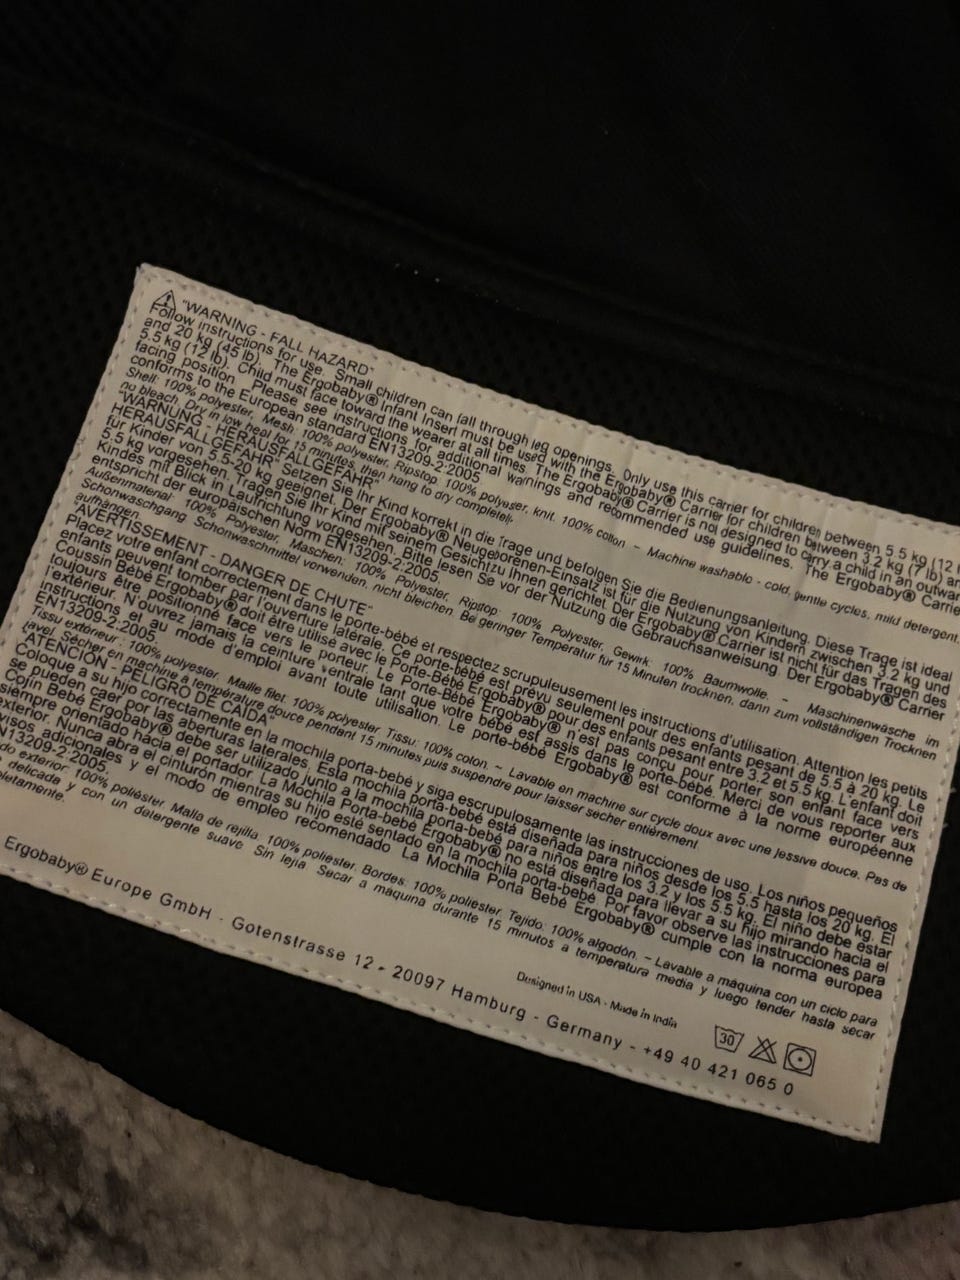 "WARNING - FALL HAZARD"
Follow instructions for use. Small children can fall through leg openings. Only use this carrier for children between 5.5 kg (12
and 20 kg (45 lb). The Ergobaby® Infant Insert must be used with the Ergobaby® Carrier for children between 3.2 kg (7 lb)
5.5 kg (12 lb). Child must face toward the wearer at all times. The Ergobaby® Carrier is not designed to carry a child in an
facing position. Please see instructions for additional warnings and recommended use guidelines. The Ergobaby®
conforms to the European standard EN13209-2:2005
Shell: 100% polyester, Mesh: 100% polyester, Ripstop 100% polyester, knit. 100% cotton ~ Machine washable - cold, gentle cycles, mild detergent.
no bleach. Dry in low heat for 15 minutes, then hang to dry completely.
"WARNUNG - HERAUSFALLGEFAHR"
HERAUSFALLGEFAHR" Setzen Sie Ihr Kind korrekt in die Trage und befolgen Sie die Bedienungsanleitung. Diese Trage ist ideal
für Kinder von 5.5-20 kg geeignet. Der Ergobaby® Neugeborenen-Einsatz ist für die Nutzung von Kindern zwischen 3.2 kg und
5.5 kg vorgesehen. Tragen Sie Ihr Kind mit seinem Gesicht zu Ihnen gerichtet. Der Ergobaby® Carrier ist nicht für das Tragen des
Kindes mit Blick in Laufrichtung vorgesehen. Bitte lesen Sie vor der Nutzung die Gebrauchsanweisung. Der Ergobaby® Carrier
entspricht der europäischen Norm EN13209-2:2005.
Außenmaterial: 100% Polyester, Maschen: 100% Polyester, Ripstop: 100% Polyester, Gewirk: 100% Baumwolle. ~ Maschinenwäsche im
Schonwaschgang Schonwaschmittel verwenden, nicht bleichen. Bei geringer Temperatur für 15 Minuten trocknen, dann zum vollständigen Trocknen
aufhängen.
"AVERTISSEMENT - DANGER DE CHUTE"
Placez votre enfant correctement dans le porte-bébé et respectez scrupuleusement les instructions d'utilisation. Attention les petits
enfants peuvent tomber par l'ouverture latérale. Ce porte-bébé est prévu seulement pour des enfants pesant de 5.5 à 20 kg. Le
Coussin Bébé Ergobaby® doit être utilisé avec le Porte-Bébé Ergobaby® pour des enfants pesant entre 3.2 et 5.5 kg. L'enfant doit
toujours être positionné face vers le porteur. Le Porte-Bébé Ergobaby® n'est pas conçu pour porter son enfant face vers
l'extérieur. N'ouvrez jamais la ceinture ventrale tant que votre bébé est assis dans le porte-bébé. Merci de vous reporter aux
instructions et au mode d'emploi avant toute utilisation. Le porte-bébé Ergobaby® est conforme à la norme européenne
EN13209-2:2005.
Tissu extérieur : 100% polyester. Maille filet: 100% polyester. Tissu: 100% coton. ~ Lavable en machine sur cycle doux avec une lessive douce. Pas de
javel. Sécher en machine à température douce pendant 15 minutes puis suspendre pour laisser sécher entièrement
"ATENCIÓN - PELIGRO DE CAÍDA"
Coloque a su hijo correctamente en la mochila porta-bebé y siga escrupulosamente las instrucciones de uso. Los niños pequeños
se pueden caer por las aberturas laterales. Esta mochila porta-bebé está diseñada para niños desde los 5.5 hasta los 20 kg. El
Cojín Bebé Ergobaby® debe ser utilizado junto a la mochila porta-bebé para niños entre los 3.2 y los 5.5 kg. El niño debe estar
siempre orientado hacia el portador. La Mochila Porta-bebé Ergobaby® no está diseñada para llevar a su hijo mirando hacia el
exterior. Nunca abra el cinturón mientras su hijo esté sentado en la mochila porta-bebé. Por favor observe las instrucciones para
visos adicionales y el modo de empleo recomendado La Mochila Porta Bebé Ergobaby® cumple con la norma europea
N13209-2:2005.
do exterior 100% poliéster. Malla de rejilla: 100% poliester. Bordes: 100% poliester, Tejido: 100% algodón. ~ Lavable a máquina con un ciclo para
delicada y con un detergente suave Sin lejía Secar a máquina durante 15 minutos a temperatura media y luego tender hasta secar
letamente.
Designed in USA - Made in India
30
Ergobaby® Europe GmbH - Gotenstrasse 12 - 20097 Hamburg - Germany - +49 40 421 065 0